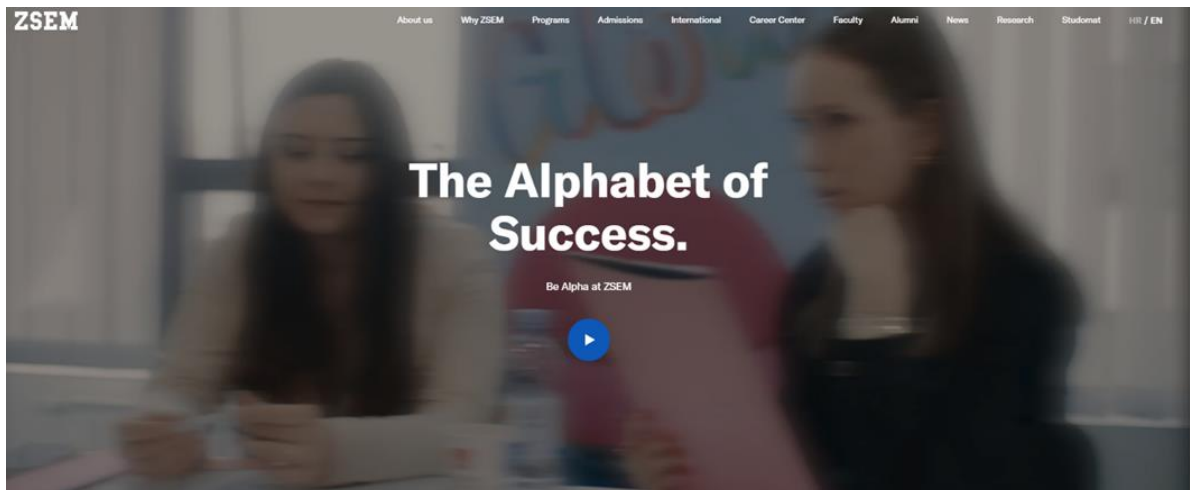 ZSEM
About us Why ZSEM Programs Admissions International Career Center Faculty Alumni News Research Studomat HR / EN
The Alphabet of
Success.
Be Alpha at ZSEM